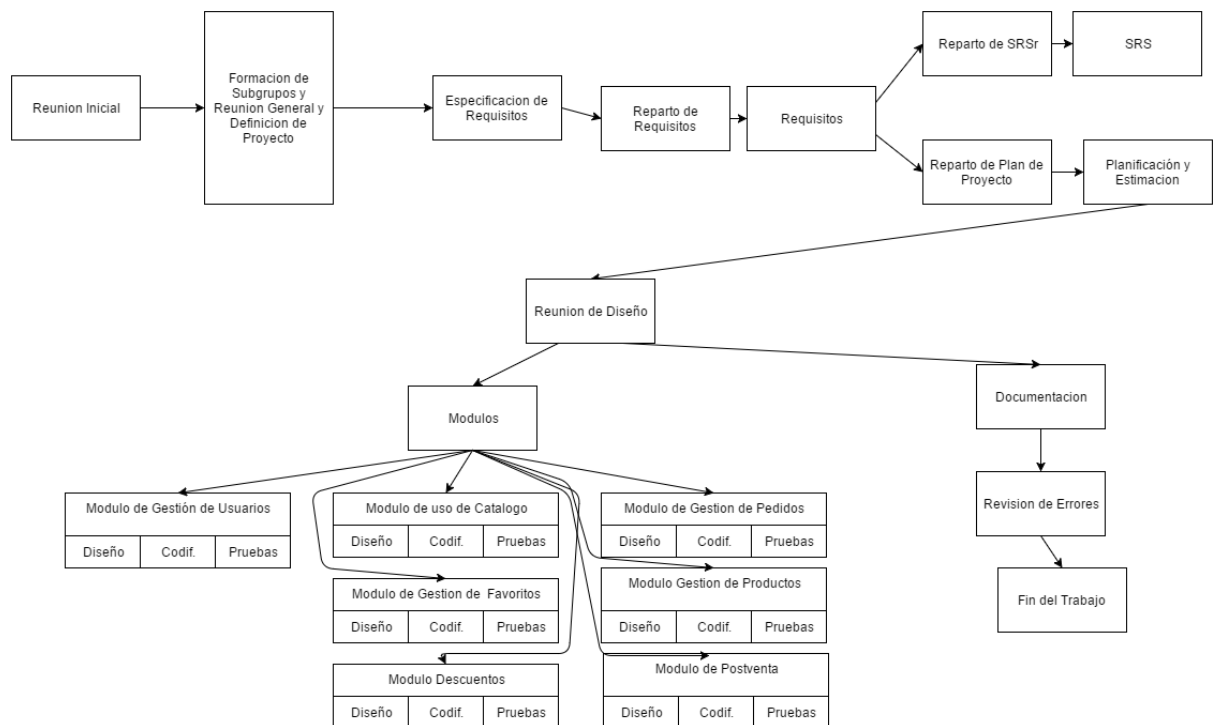 Reunion Inicial
Formacion de
Subgrupos y
Reunion General y
Definicion de
Proyecto
Especificacion de
Requisitos
Reparto de
Requisitos
Requisitos
Reparto de SRSr
SRS
Reparto de Plan de
Proyecto
Planificación y
Estimacion
Reunion de Diseño
Modulos
Documentacion
Revision de Errores
Fin del Trabajo
Modulo de Gestión de Usuarios
Diseño Codif. Pruebas
Modulo de uso de Catalogo
Diseño Codif. Pruebas
Modulo de Gestion de Pedidos
Diseño Codif. Pruebas
Modulo de Gestion de Favoritos
Diseño Codif. Pruebas
Modulo Gestion de Productos
Diseño Codif. Pruebas
Modulo Descuentos
Diseño Codif. Pruebas
Modulo de Postventa
Diseño Codif. Pruebas